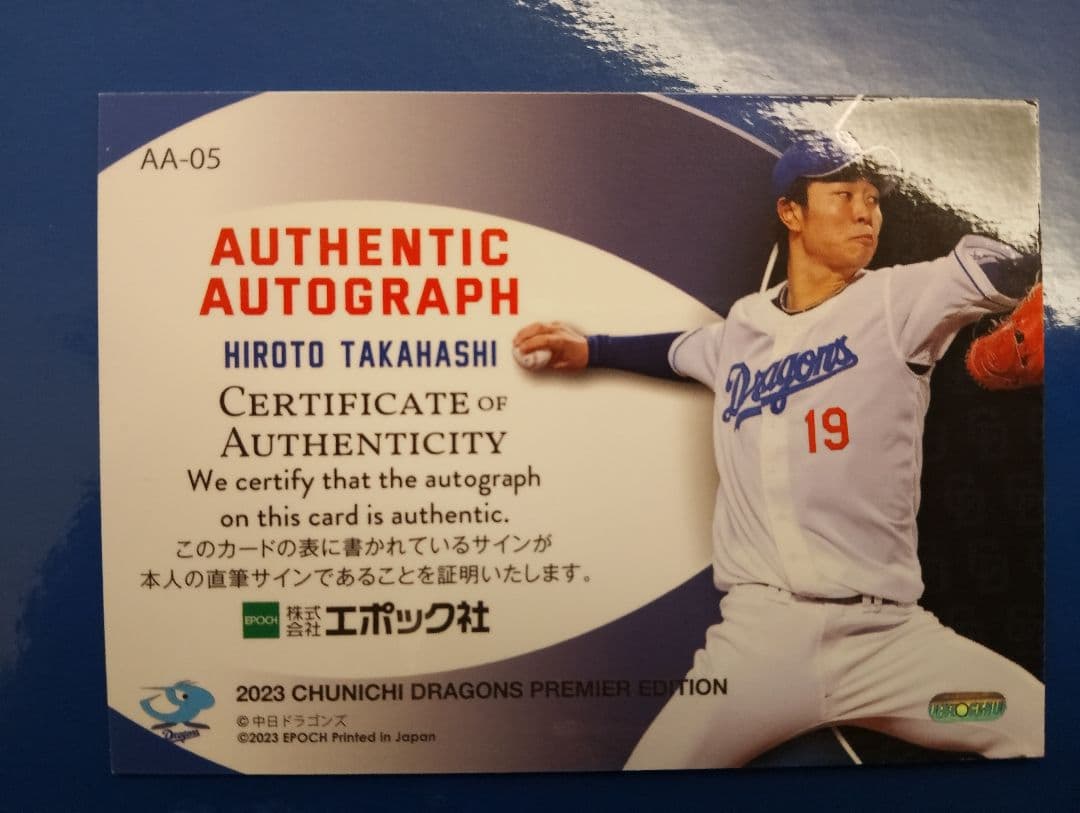 AA-05
AUTHENTIC
AUTOGRAPH
HIROTO TAKAHASHI
CERTIFICATE OF
AUTHENTICITY
We certify that the autograph
on this card is authentic.
このカードの表に書かれているサインが
本人の直筆サインであることを証明いたします。
EPOCH 株式会社 エポック社
Dragons
19
2023 CHUNICHI DRAGONS PREMIER EDITION
© 中日ドラゴンズ
©2023 EPOCH Printed in Japan
Dragons